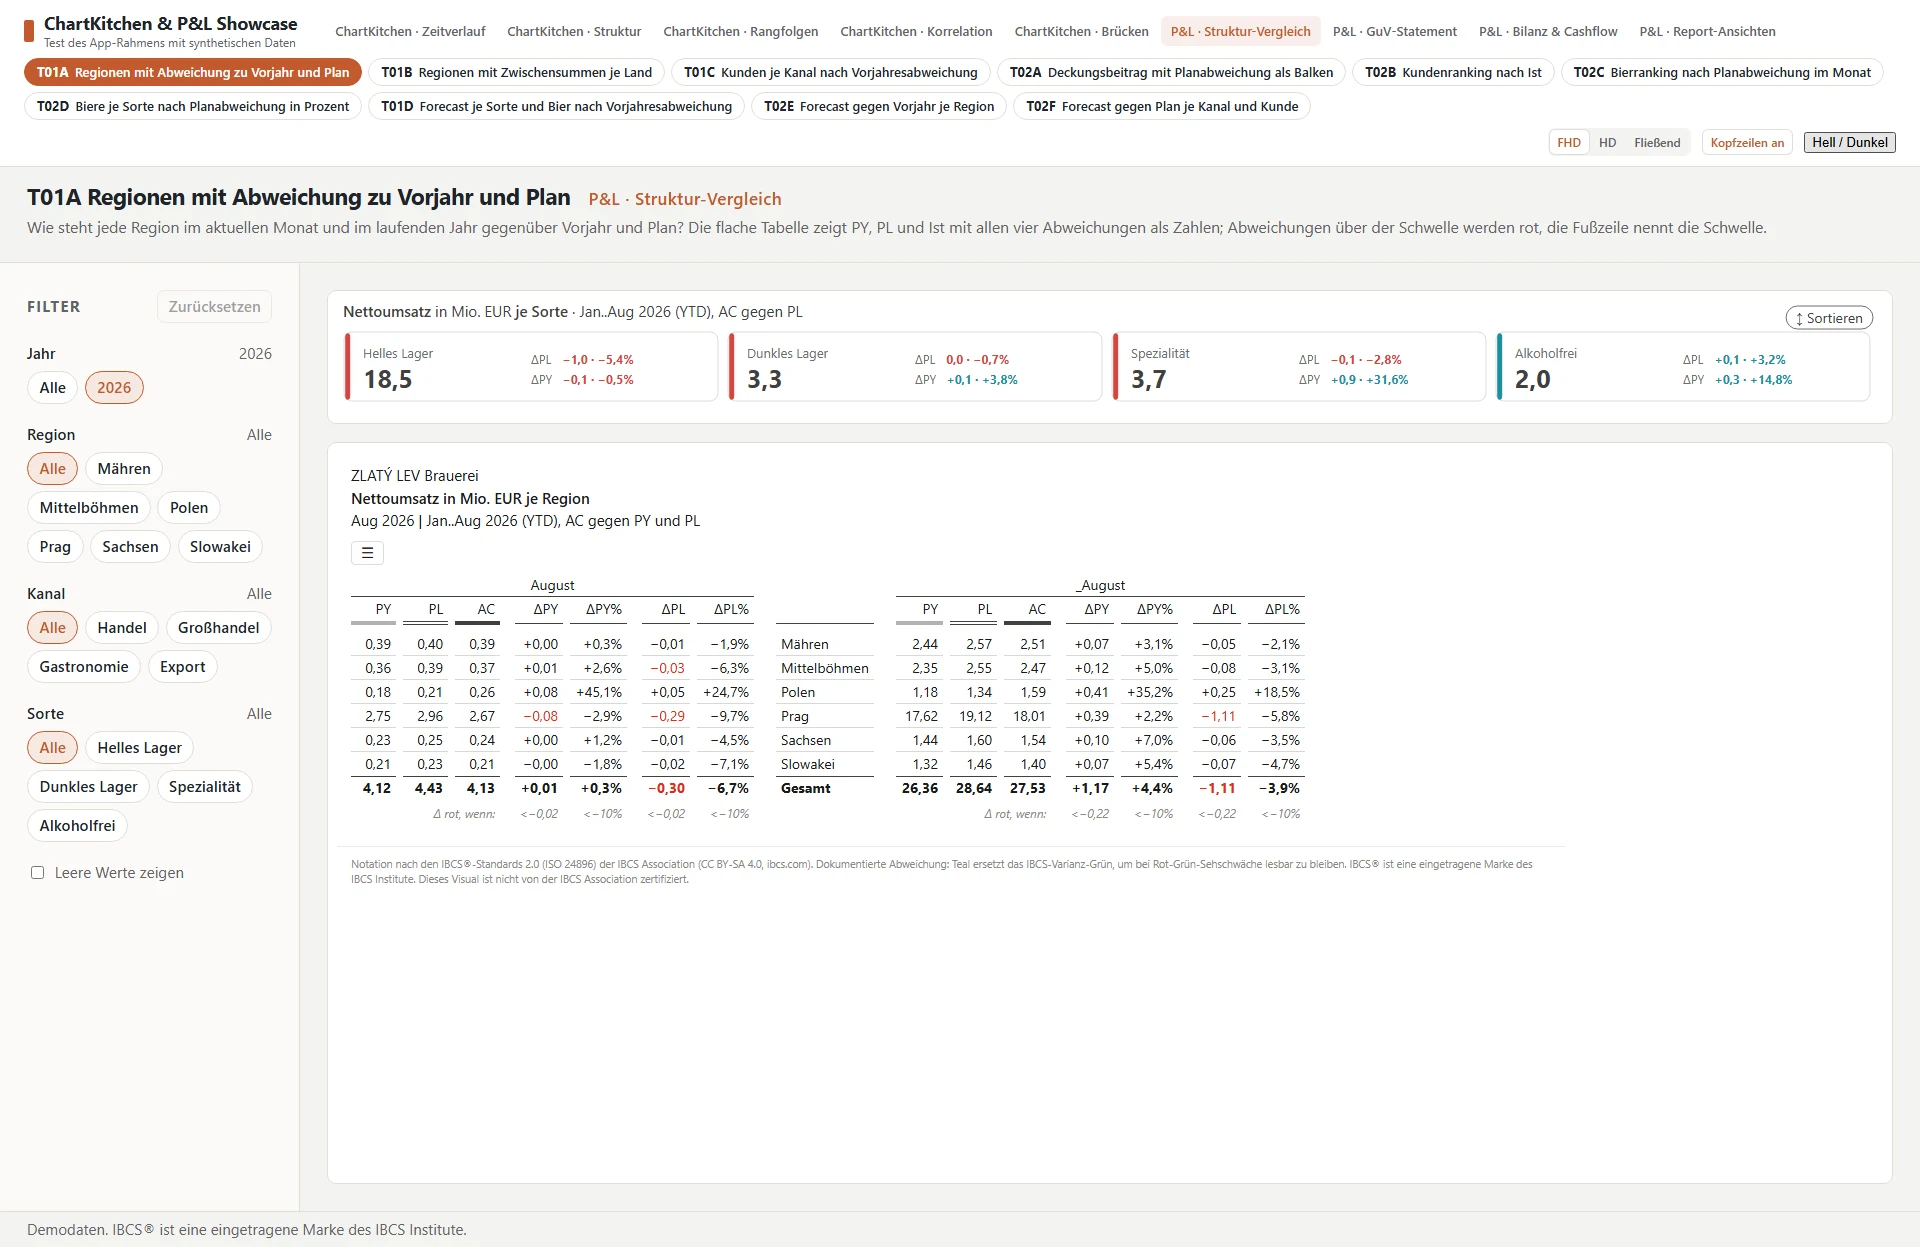 ChartKitchen & P&L Showcase
Test des App-Rahmens mit synthetischen Daten
ChartKitchen · Zeitverlauf ChartKitchen · Struktur ChartKitchen · Rangfolgen ChartKitchen · Korrelation ChartKitchen · Brücken P&L · Struktur-Vergleich P&L · GuV-Statement P&L · Bilanz & Cashflow P&L · Report-Ansichten
T01A Regionen mit Abweichung zu Vorjahr und Plan T01B Regionen mit Zwischensummen je Land T01C Kunden je Kanal nach Vorjahresabweichung T02A Deckungsbeitrag mit Planabweichung als Balken T02B Kundenranking nach Ist T02C Bierranking nach Planabweichung im Monat
T02D Biere je Sorte nach Planabweichung in Prozent T01D Forecast je Sorte und Bier nach Vorjahresabweichung T02E Forecast gegen Vorjahr je Region T02F Forecast gegen Plan je Kanal und Kunde
FHD HD Fließend Kopfzeilen an Hell / Dunkel
T01A Regionen mit Abweichung zu Vorjahr und Plan P&L · Struktur-Vergleich
Wie steht jede Region im aktuellen Monat und im laufenden Jahr gegenüber Vorjahr und Plan? Die flache Tabelle zeigt PY, PL und Ist mit allen vier Abweichungen als Zahlen; Abweichungen über der Schwelle werden rot, die Fußzeile nennt die Schwelle.
FILTER Zurücksetzen
Jahr 2026
Alle 2026
Region Alle
Alle Mähren
Mittelböhmen Polen
Prag Sachsen Slowakei
Kanal Alle
Alle Handel Großhandel
Gastronomie Export
Sorte Alle
Alle Helles Lager
Dunkles Lager Spezialität
Alkoholfrei
Leere Werte zeigen
Nettoumsatz in Mio. EUR je Sorte · Jan..Aug 2026 (YTD), AC gegen PL
↕ Sortieren
Helles Lager ΔPL −1,0 · −5,4%
18,5 ΔPY −0,1 · −0,5%
Dunkles Lager ΔPL 0,0 · −0,7%
3,3 ΔPY +0,1 · +3,8%
Spezialität ΔPL −0,1 · −2,8%
3,7 ΔPY +0,9 · +31,6%
Alkoholfrei ΔPL +0,1 · +3,2%
2,0 ΔPY +0,3 · +14,8%
ZLATÝ LEV Brauerei
Nettoumsatz in Mio. EUR je Region
Aug 2026 | Jan..Aug 2026 (YTD), AC gegen PY und PL
☰
August _August
PY PL AC ΔPY ΔPY% ΔPL ΔPL% PY PL AC ΔPY ΔPY% ΔPL ΔPL%
0,39 0,40 0,39 +0,00 +0,3% −0,01 −1,9% Mähren 2,44 2,57 2,51 +0,07 +3,1% −0,05 −2,1%
0,36 0,39 0,37 +0,01 +2,6% −0,03 −6,3% Mittelböhmen 2,35 2,55 2,47 +0,12 +5,0% −0,08 −3,1%
0,18 0,21 0,26 +0,08 +45,1% +0,05 +24,7% Polen 1,18 1,34 1,59 +0,41 +35,2% +0,25 +18,5%
2,75 2,96 2,67 −0,08 −2,9% −0,29 −9,7% Prag 17,62 19,12 18,01 +0,39 +2,2% −1,11 −5,8%
0,23 0,25 0,24 +0,00 +1,2% −0,01 −4,5% Sachsen 1,44 1,60 1,54 +0,10 +7,0% −0,06 −3,5%
0,21 0,23 0,21 −0,00 −1,8% −0,02 −7,1% Slowakei 1,32 1,46 1,40 +0,07 +5,4% −0,07 −4,7%
4,12 4,43 4,13 +0,01 +0,3% −0,30 −6,7% Gesamt 26,36 28,64 27,53 +1,17 +4,4% −1,11 −3,9%
Δ rot, wenn: <−0,02 <−10% <−0,02 <−10% Δ rot, wenn: <−0,22 <−10% <−0,22 <−10%
Notation nach den IBCS®-Standards 2.0 (ISO 24896) der IBCS Association (CC BY-SA 4.0, ibcs.com). Dokumentierte Abweichung: Teal ersetzt das IBCS-Varianz-Grün, um bei Rot-Grün-Sehschwäche lesbar zu bleiben. IBCS® ist eine eingetragene Marke des
IBCS Institute. Dieses Visual ist nicht von der IBCS Association zertifiziert.
Demodaten. IBCS® ist eine eingetragene Marke des IBCS Institute.